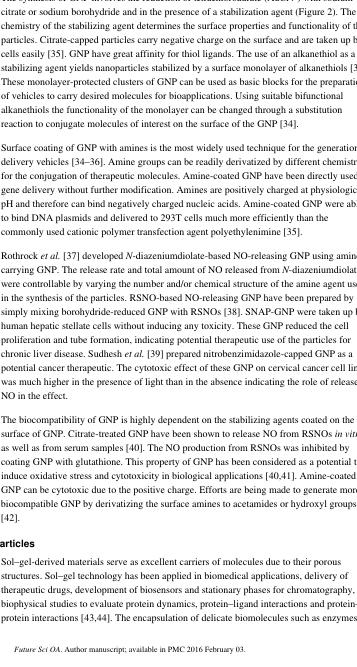 citrate or sodium borohydride and in the presence of a stabilization agent (Figure 2). The
chemistry of the stabilizing agent determines the surface properties and functionality of t
particles. Citrate-capped particles carry negative charge on the surface and are taken up b
cells easily [35]. GNP have great affinity for thiol ligands. The use of an alkanethiol as a
stabilizing agent yields nanoparticles stabilized by a surface monolayer of alkanethiols [3
These monolayer-protected clusters of GNP can be used as basic blocks for the preparatio
of vehicles to carry desired molecules for bioapplications. Using suitable bifunctional
alkanethiols the functionality of the monolayer can be changed through a substitution
reaction to conjugate molecules of interest on the surface of the GNP [34].
Surface coating of GNP with amines is the most widely used technique for the generation
delivery vehicles [34–36]. Amine groups can be readily derivatized by different chemistr
for the conjugation of therapeutic molecules. Amine-coated GNP have been directly used
gene delivery without further modification. Amines are positively charged at physiologic
pH and therefore can bind negatively charged nucleic acids. Amine-coated GNP were abl
to bind DNA plasmids and delivered to 293T cells much more efficiently than the
commonly used cationic polymer transfection agent polyethylenimine [35].
Rothrock et al. [37] developed N-diazeniumdiolate-based NO-releasing GNP using amine
carrying GNP. The release rate and total amount of NO released from N-diazeniumdiolat
were controllable by varying the number and/or chemical structure of the amine agent use
in the synthesis of the particles. RSNO-based NO-releasing GNP have been prepared by
simply mixing borohydride-reduced GNP with RSNOs [38]. SNAP-GNP were taken up b
human hepatic stellate cells without inducing any toxicity. These GNP reduced the cell
proliferation and tube formation, indicating potential therapeutic use of the particles for
chronic liver disease. Sudhesh et al. [39] prepared nitrobenzimidazole-capped GNP as a
potential cancer therapeutic. The cytotoxic effect of these GNP on cervical cancer cell lin
was much higher in the presence of light than in the absence indicating the role of release
NO in the effect.
The biocompatibility of GNP is highly dependent on the stabilizing agents coated on the
surface of GNP. Citrate-treated GNP have been shown to release NO from RSNOs in vitr
as well as from serum samples [40]. The NO production from RSNOs was inhibited by
coating GNP with glutathione. This property of GNP has been considered as a potential t
induce oxidative stress and cytotoxicity in biological applications [40,41]. Amine-coated
GNP can be cytotoxic due to the positive charge. Efforts are being made to generate more
biocompatible GNP by derivatizing the surface amines to acetamides or hydroxyl groups
[42].
articles
Sol–gel-derived materials serve as excellent carriers of molecules due to their porous
structures. Sol–gel technology has been applied in biomedical applications, delivery of
therapeutic drugs, development of biosensors and stationary phases for chromatography,
biophysical studies to evaluate protein dynamics, protein–ligand interactions and protein–
protein interactions [43,44]. The encapsulation of delicate biomolecules such as enzymes
Future Sci OA. Author manuscript; available in PMC 2016 February 03.